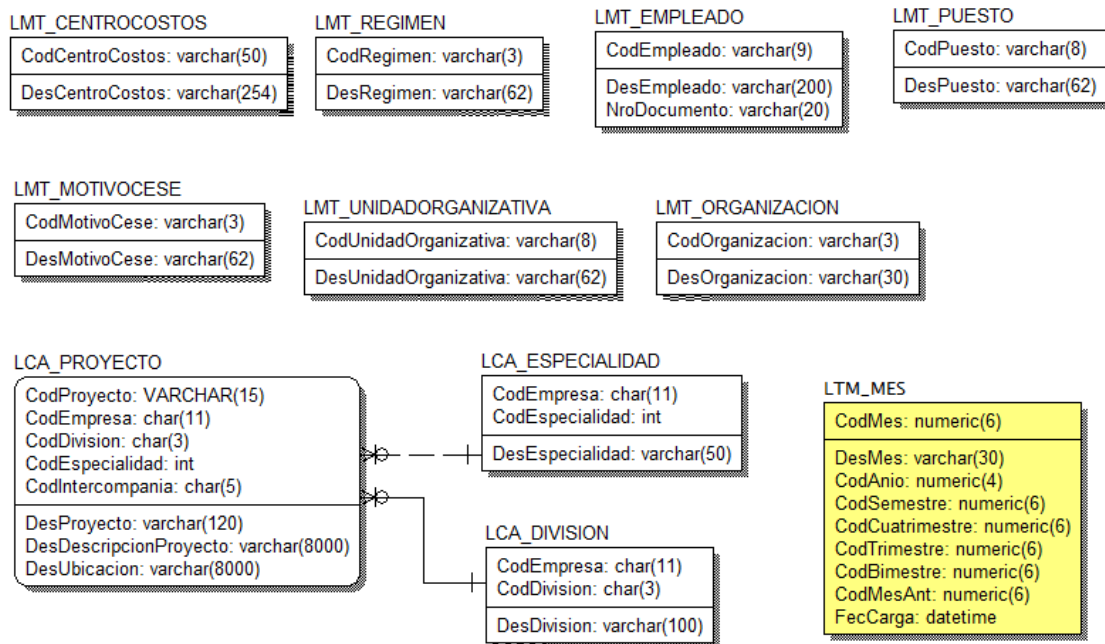 LMT_CENTROCOSTOS
CodCentroCostos: varchar(50)
DesCentroCostos: varchar(254)
LMT_REGIMEN
CodRegimen: varchar(3)
DesRegimen: varchar(62)
LMT_EMPLEADO
CodEmpleado: varchar(9)
DesEmpleado: varchar(200)
NroDocumento: varchar(20)
LMT_PUESTO
CodPuesto: varchar(8)
DesPuesto: varchar(62)
LMT_MOTIVOCESE
CodMotivoCese: varchar(3)
DesMotivoCese: varchar(62)
LMT_UNIDADORGANIZATIVA
CodUnidadOrganizativa: varchar(8)
DesUnidadOrganizativa: varchar(62)
LMT_ORGANIZACION
CodOrganizacion: varchar(3)
DesOrganizacion: varchar(30)
LCA_PROYECTO
CodProyecto: VARCHAR(15)
CodEmpresa: char(11)
CodDivision: char(3)
CodEspecialidad: int
CodIntercompania: char(5)
DesProyecto: varchar(120)
DesDescripcionProyecto: varchar(8000)
DesUbicacion: varchar(8000)
LCA_ESPECIALIDAD
CodEmpresa: char(11)
CodEspecialidad: int
DesEspecialidad: varchar(50)
LCA_DIVISION
CodEmpresa: char(11)
CodDivision: char(3)
DesDivision: varchar(100)
LTM_MES
CodMes: numeric(6)
DesMes: varchar(30)
CodAnio: numeric(4)
CodSemestre: numeric(6)
CodCuatrimestre: numeric(6)
CodTrimestre: numeric(6)
CodBimestre: numeric(6)
CodMesAnt: numeric(6)
FecCarga: datetime